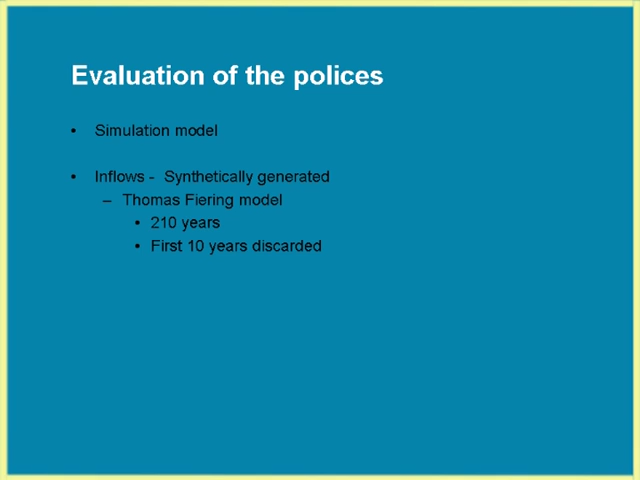 Evaluation of the polices
• Simulation model
• Inflows - Synthetically generated
– Thomas Fiering model
• 210 years
• First 10 years discarded